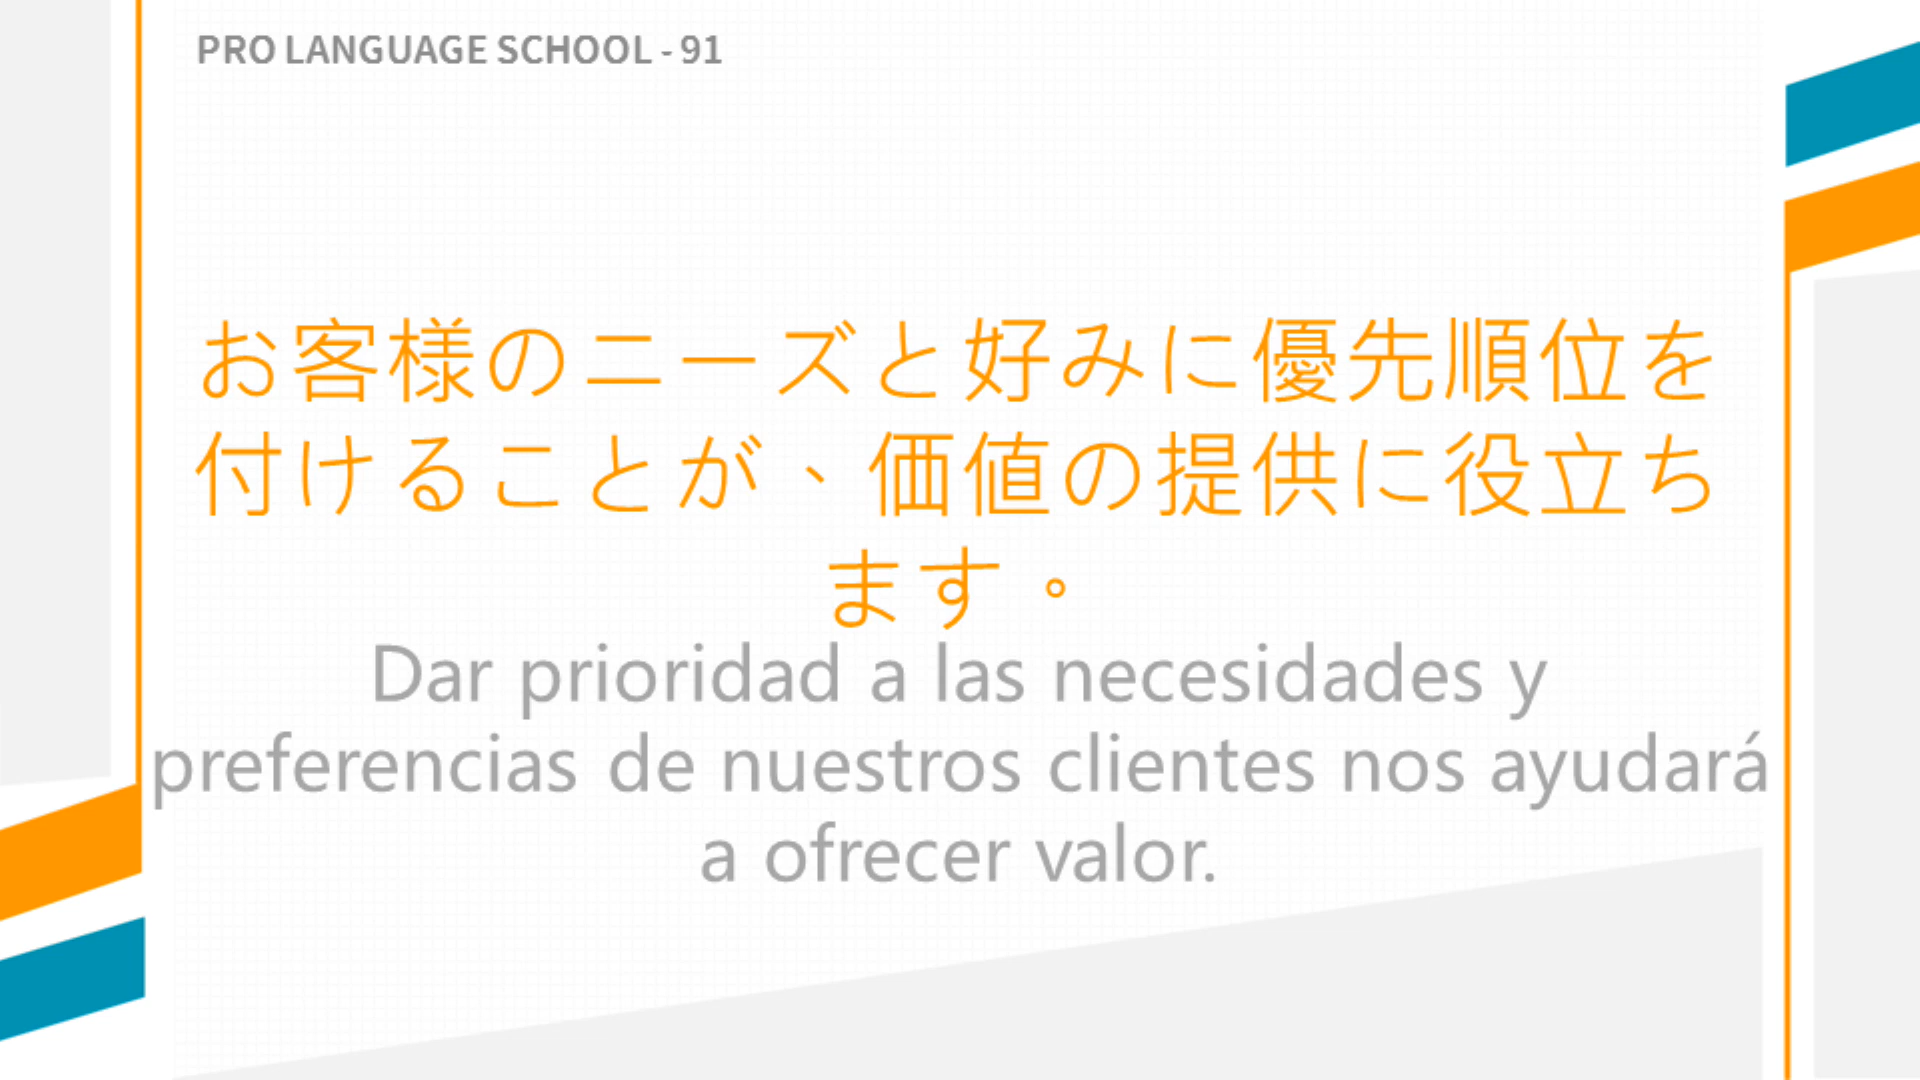 PRO LANGUAGE SCHOOL - 91
お客様のニーズと好みに優先順位を
付けることが、価値の提供に役立ち
ます。
Dar prioridad a las necesidades y
preferencias de nuestros clientes nos ayudará
a ofrecer valor.